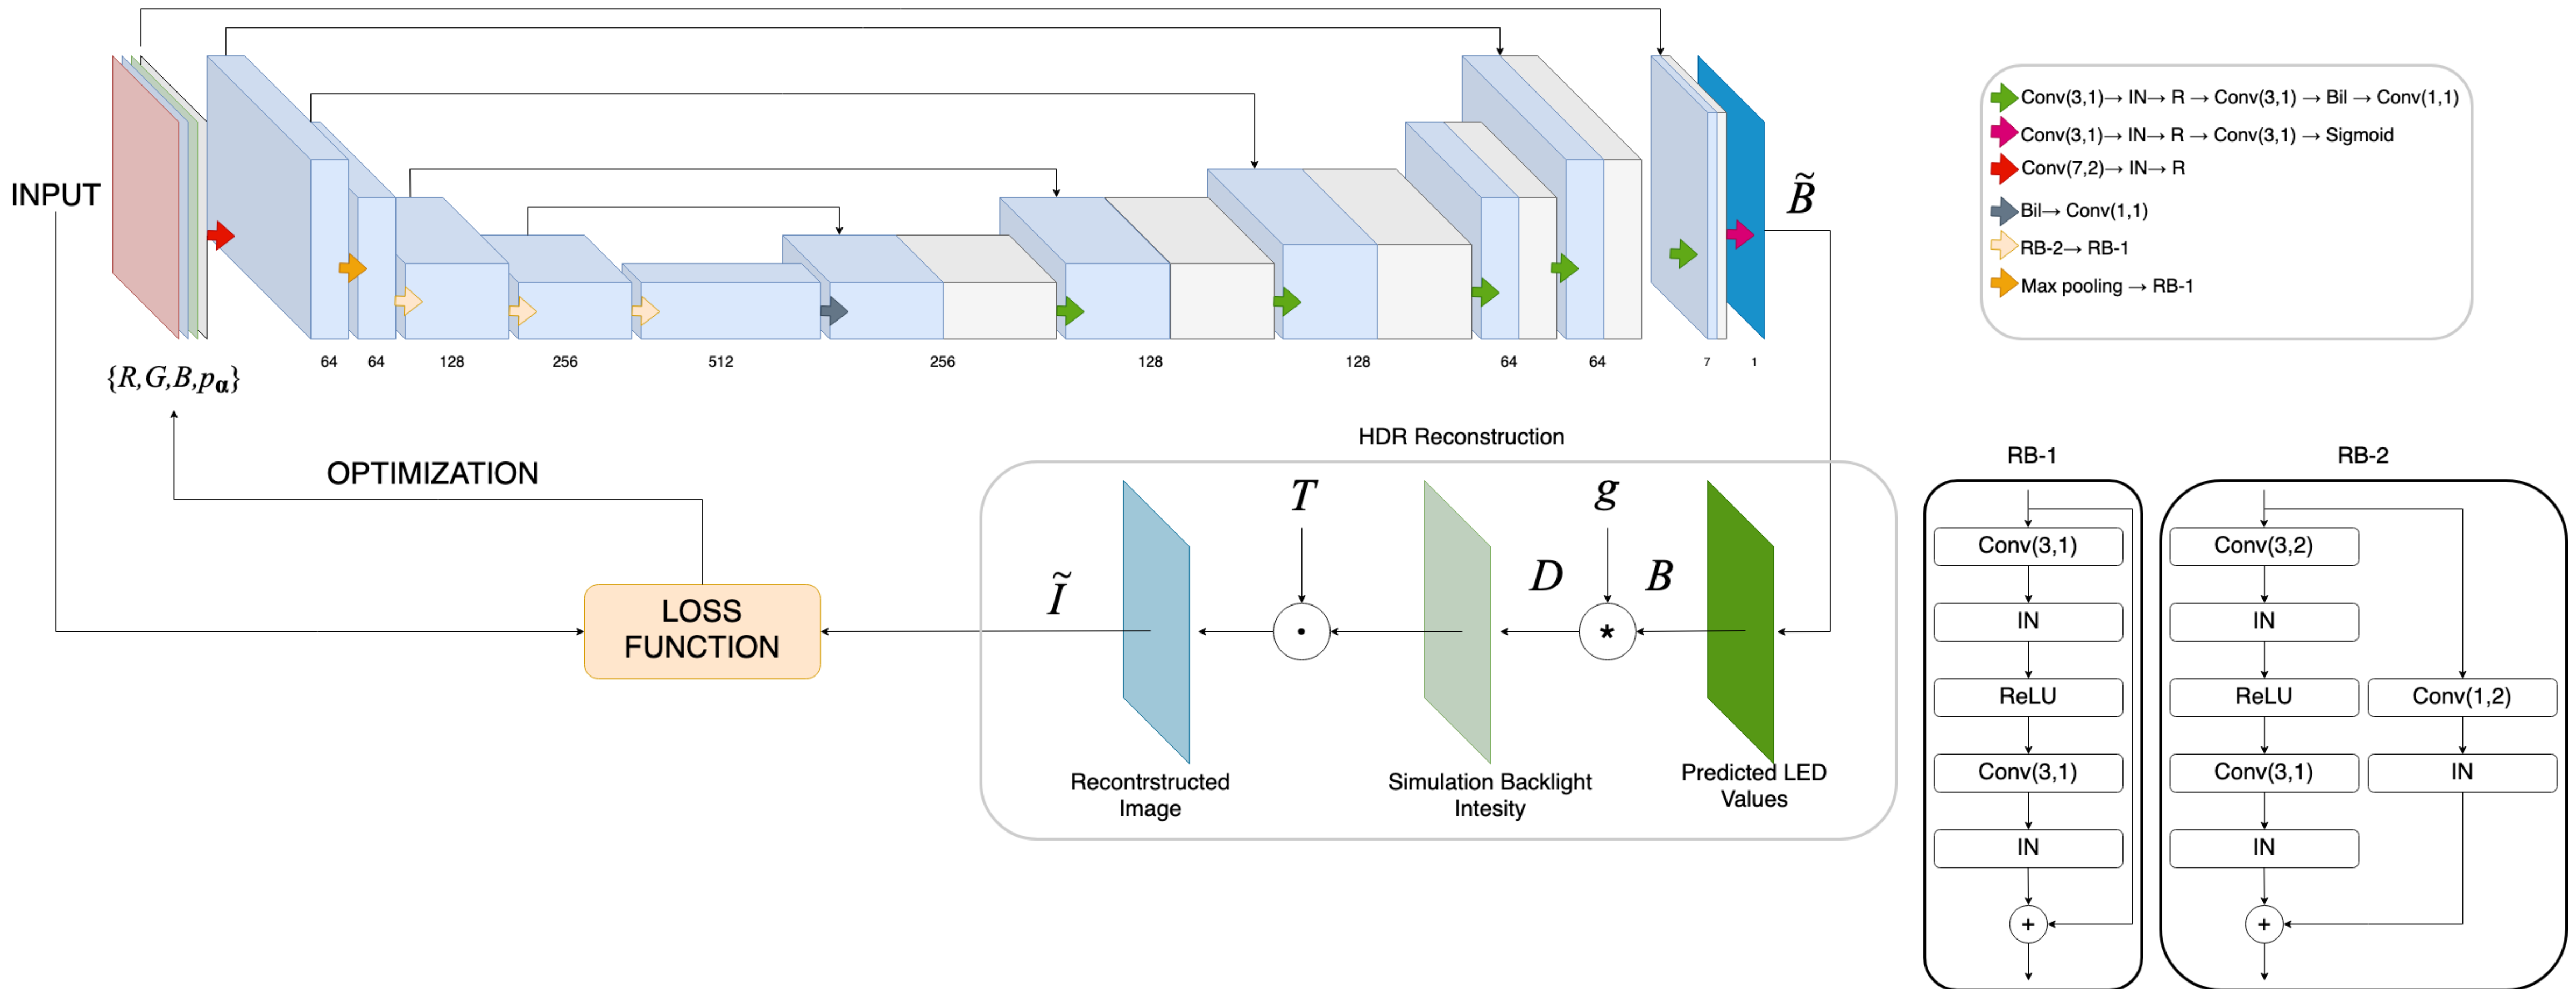 INPUT
{R,G,B,pα}
64 64 128 256 512 256 128 128 64 64 7 1
B̃
Conv(3,1)→ IN→ R → Conv(3,1) → Bil → Conv(1,1)
Conv(3,1)→ IN→ R → Conv(3,1) → Sigmoid
Conv(7,2)→ IN→ R
Bil→ Conv(1,1)
RB-2→ RB-1
Max pooling → RB-1
OPTIMIZATION
LOSS
FUNCTION
HDR Reconstruction
Ĩ
T
D
g
B
Recontrstructed
Image
Simulation Backlight
Intesity
Predicted LED
Values
*
RB-1
Conv(3,1)
IN
ReLU
Conv(3,1)
IN
+
RB-2
Conv(3,2)
IN
ReLU
Conv(3,1)
IN
Conv(1,2)
IN
+